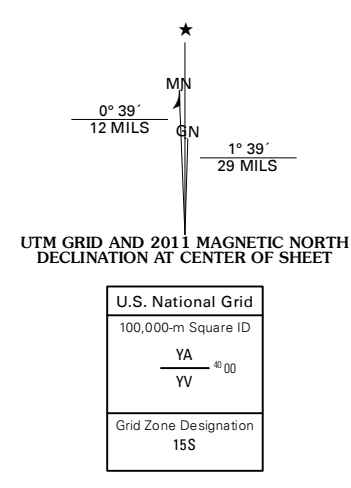 ★
MN
0° 39´
12 MILS
GN
1° 39´
29 MILS
UTM GRID AND 2011 MAGNETIC NORTH
DECLINATION AT CENTER OF SHEET
U.S. National Grid
100,000-m Square ID
YA
YV
40 00
Grid Zone Designation
15S